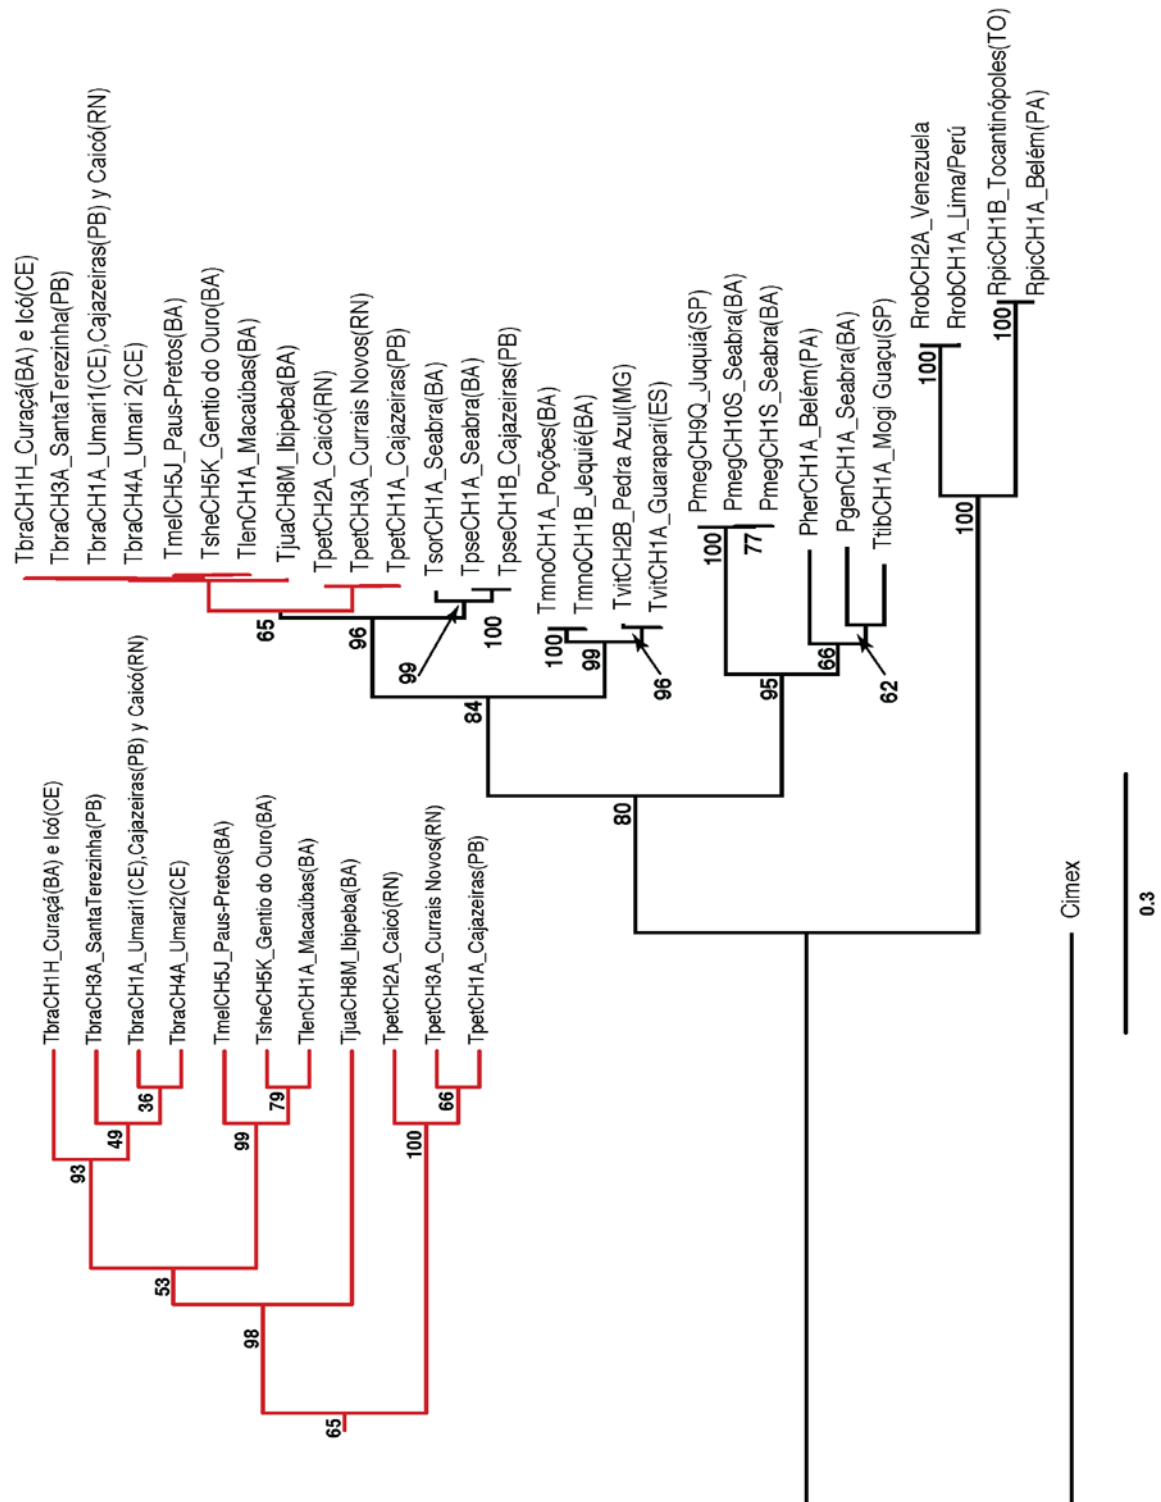 TbraCH1H_Curaçá(BA) e Icó(CE)
TbraCH3A_SantaTerezinha(PB)
TbraCH1A_Umari1(CE),Cajazeiras(PB) y Caicó(RN)
TbraCH4A_Umari 2(CE)
TmelCH5J_Paus-Pretos(BA)
TsheCH5K_Gentio do Ouro(BA)
TlenCH1A_Macaúbas(BA)
TjuaCH8M_Ibipeba(BA)
TpetCH2A_Caicó(RN)
TpetCH3A_Currais Novos(RN)
TpetCH1A_Cajazeiras(PB)
TsorCH1A_Seabra(BA)
TpseCH1A_Seabra(BA)
TpseCH1B_Cajazeiras(PB)
TmnoCH1A_Poções(BA)
TmnoCH1B_Jequié(BA)
TvitCH2B_Pedra Azul(MG)
TvitCH1A_Guarapari(ES)
PmegCH9Q_Juquiá(SP)
PmegCH10S_Seabra(BA)
PmegCH1S_Seabra(BA)
PherCH1A_Belém(PA)
PgenCH1A_Seabra(BA)
TtibCH1A_Mogi Guaçu(SP)
RrobCH2A_Venezuela
RrobCH1A_Lima/Perú
RpicCH1B_Tocantinópoles(TO)
RpicCH1A_Belém(PA)
65
96
99
100
84
100
99
96
80
100
77
95
66
62
100
100
100
Cimex
0.3
TbraCH1H_Curaçá(BA) e Icó(CE)
TbraCH3A_SantaTerezinha(PB)
TbraCH1A_Umari1(CE),Cajazeiras(PB) y Caicó(RN)
TbraCH4A_Umari2(CE)
TmelCH5J_Paus-Pretos(BA)
TsheCH5K_Gentio do Ouro(BA)
TlenCH1A_Macaúbas(BA)
TjuaCH8M_Ibipeba(BA)
TpetCH2A_Caicó(RN)
TpetCH3A_Currais Novos(RN)
TpetCH1A_Cajazeiras(PB)
93
49
36
99
79
53
98
100
66
65